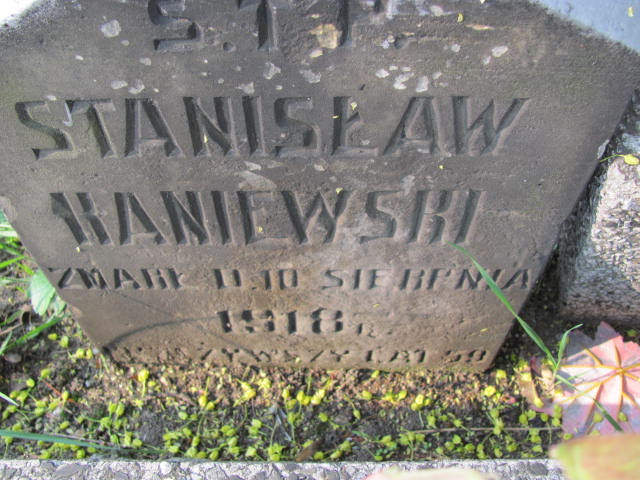 Ś.†P.
STANISŁAW
KANIEWSKI
ZMARŁ D.10 SIERPNIA
1918 R.